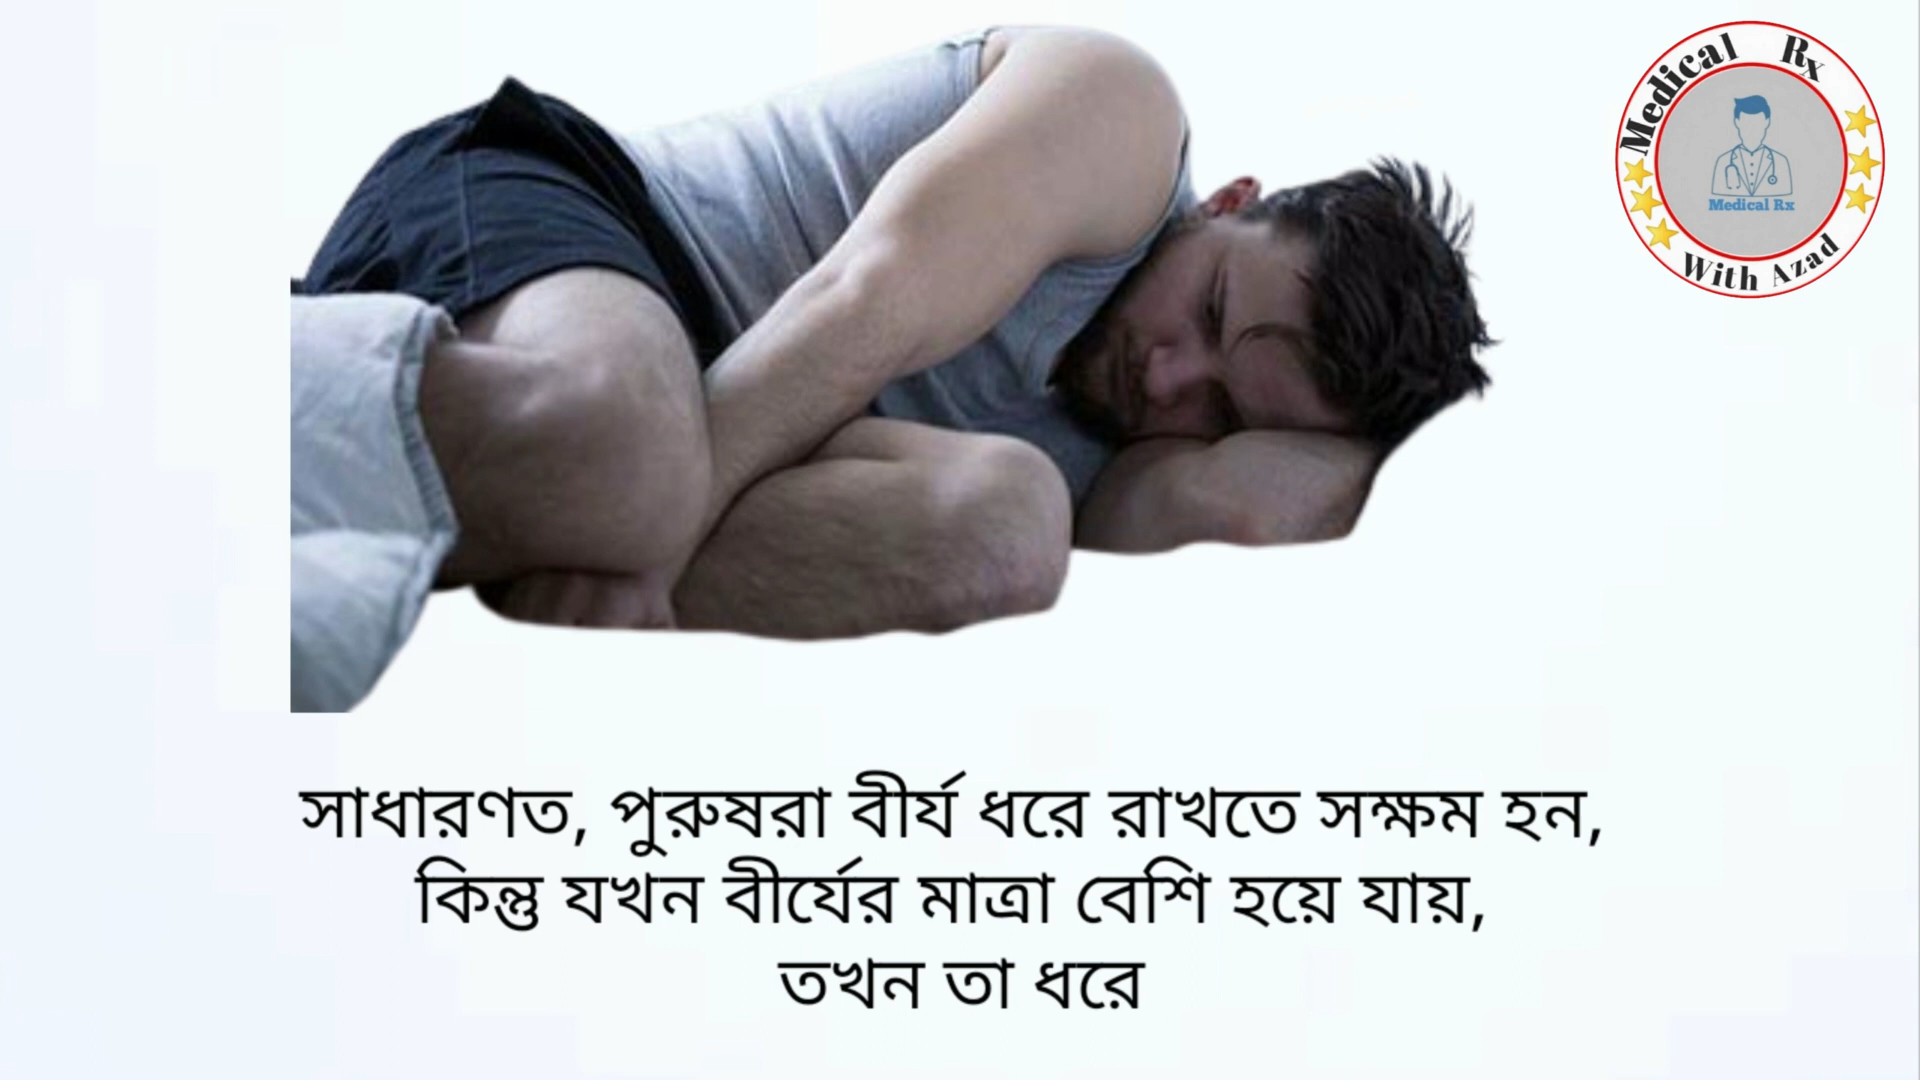 Medical Rx
Medical Rx
With Azad
সাধারণত, পুরুষরা বীর্য ধরে রাখতে সক্ষম হন,
কিন্তু যখন বীর্যের মাত্রা বেশি হয়ে যায়,
তখন তা ধরে